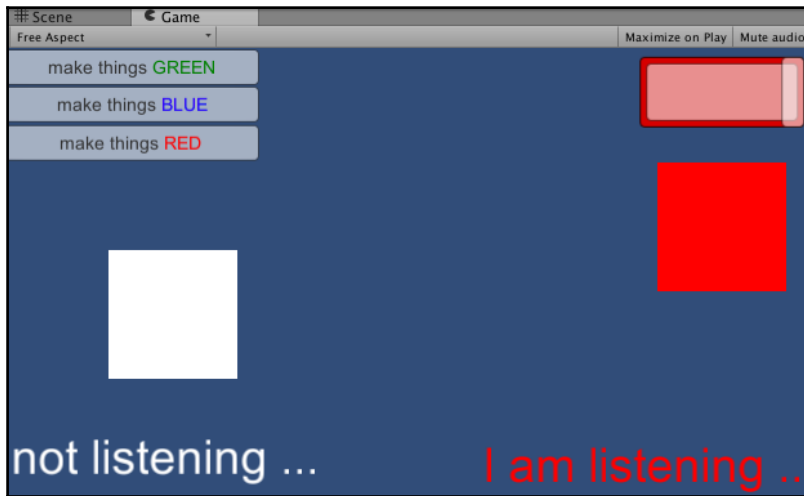 Scene Game
Free Aspect Maximize on Play Mute audio
make things GREEN
make things BLUE
make things RED
not listening ... I am listening ..